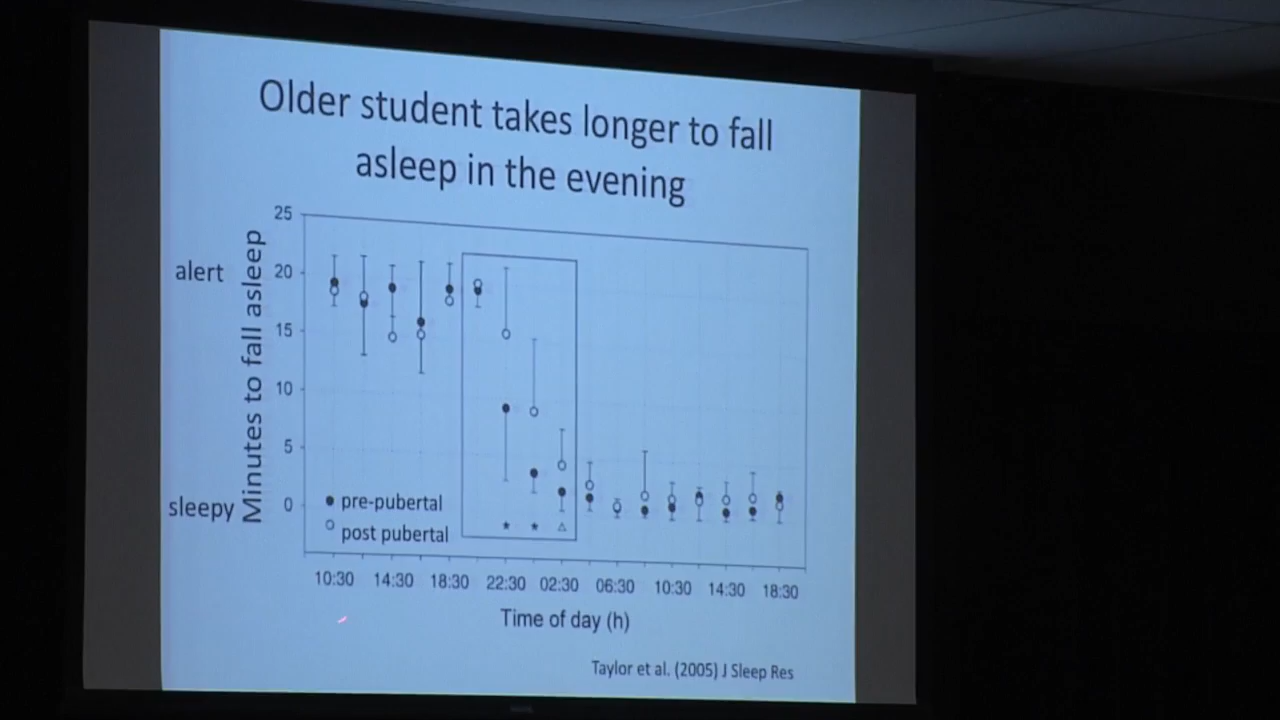 Older student takes longer to fall
asleep in the evening
Minutes to fall asleep
alert
sleepy
25
20
15
10
5
0
pre-pubertal
post pubertal
10:30 14:30 18:30 22:30 02:30 06:30 10:30 14:30 18:30
Time of day (h)
Taylor et al. (2005) J Sleep Res